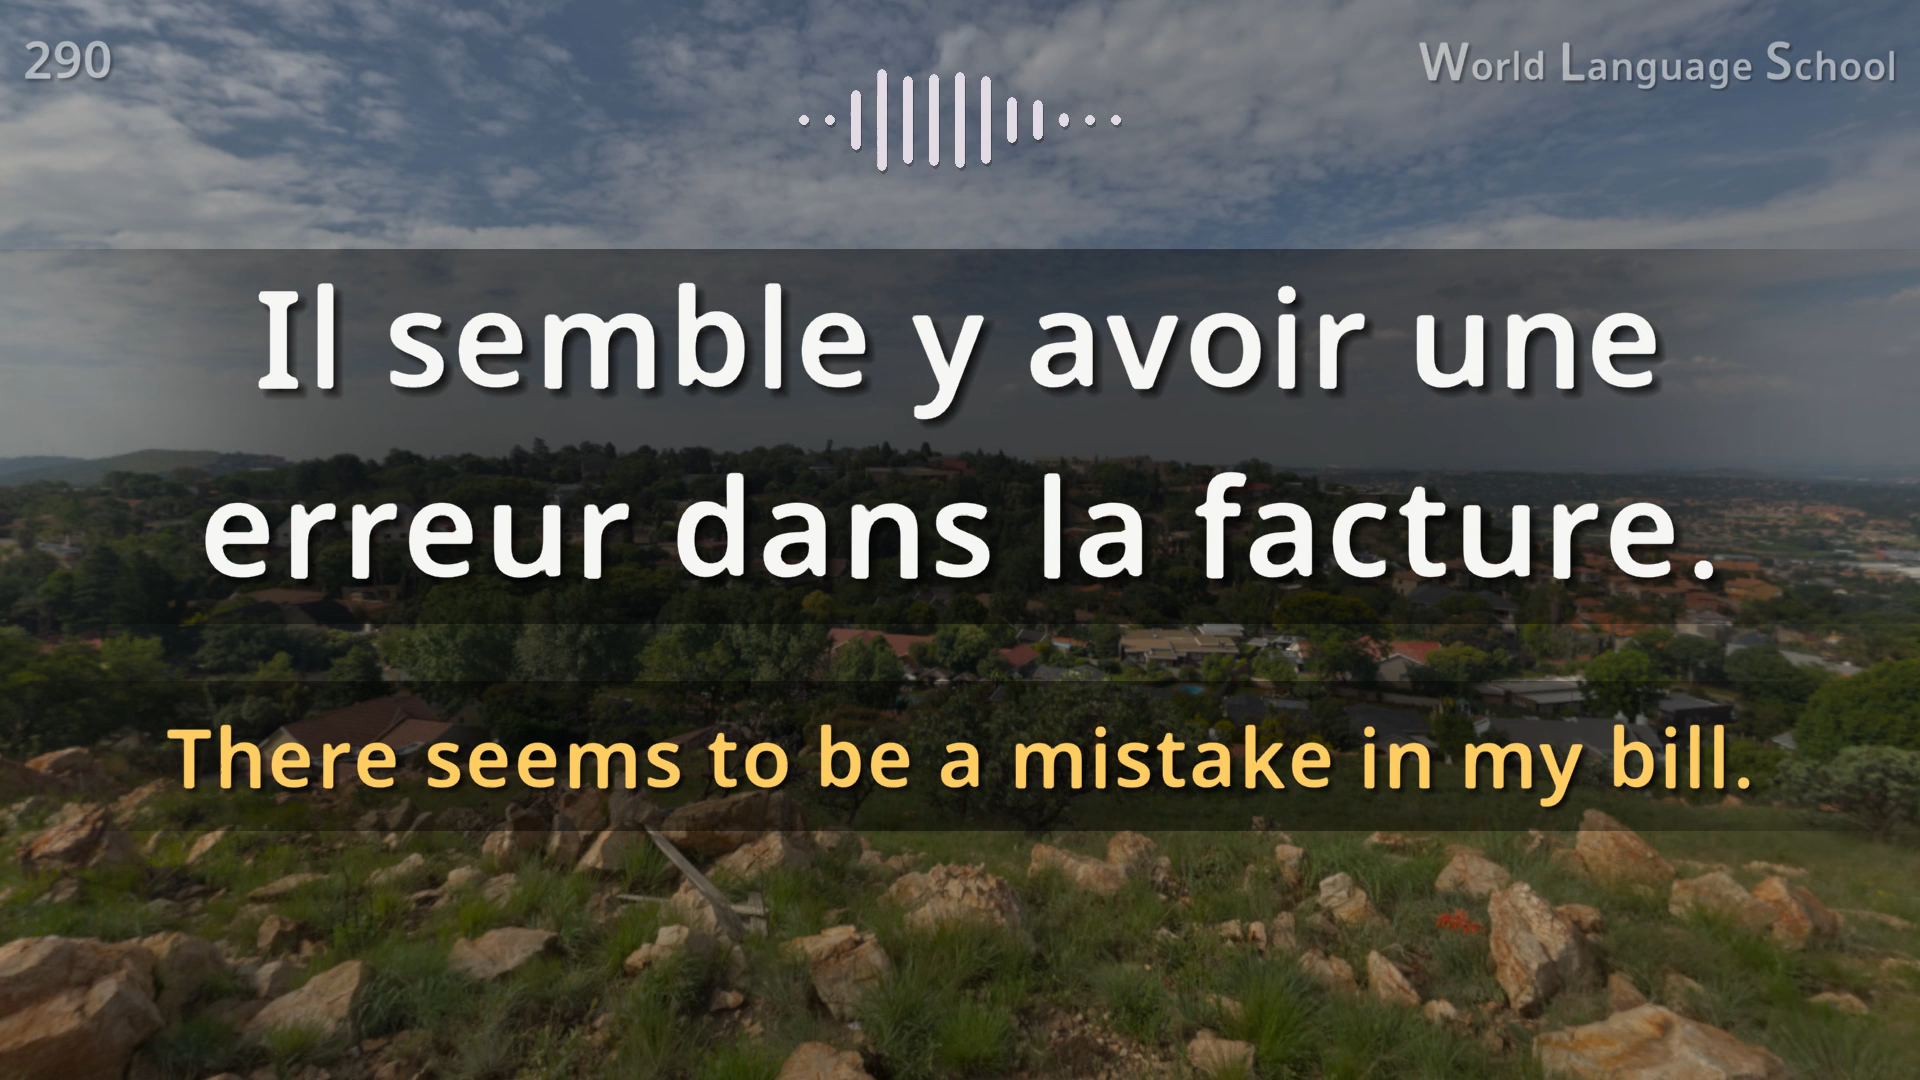 290
World Language School
Il semble y avoir une
erreur dans la facture.
There seems to be a mistake in my bill.